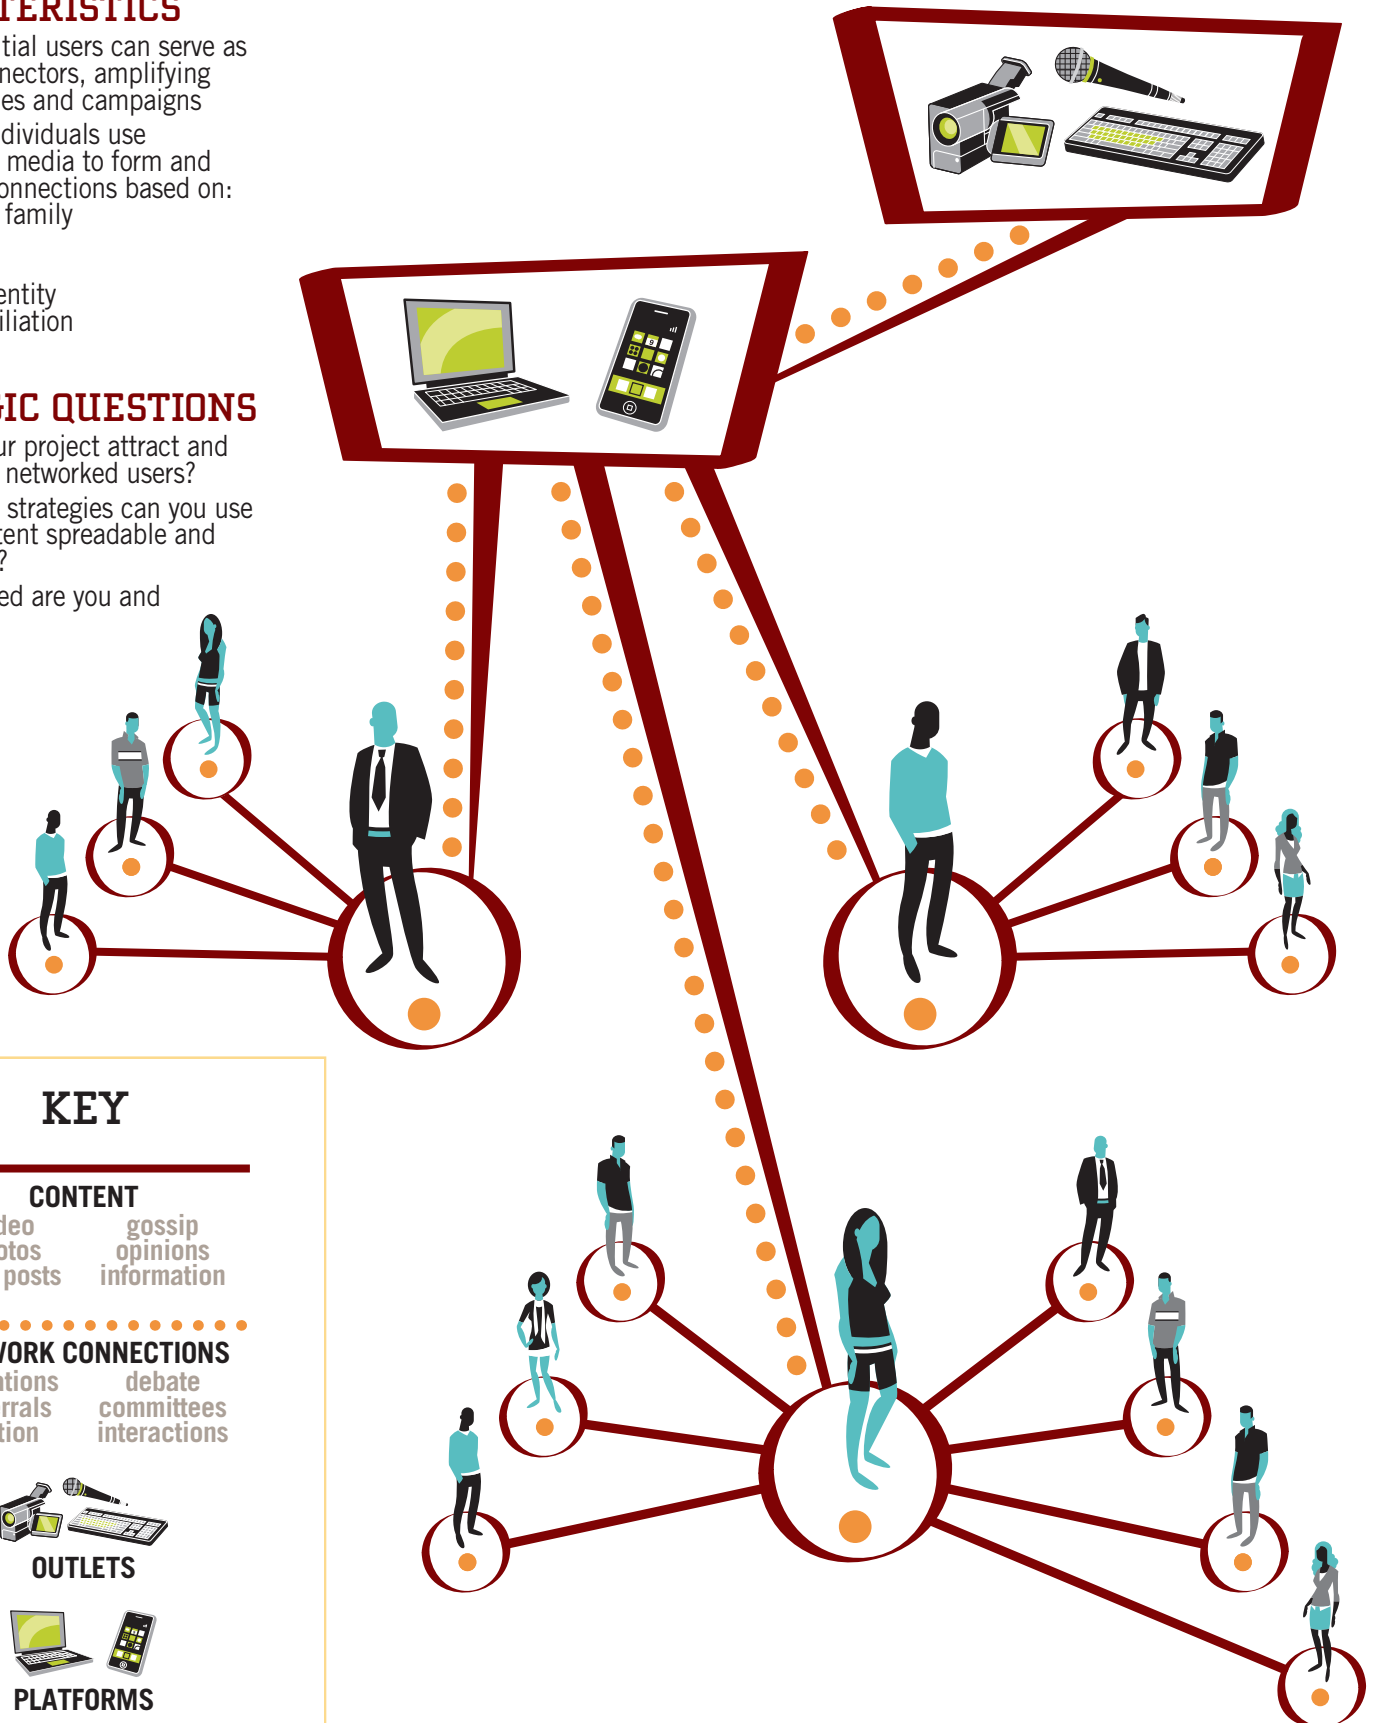 TERISTICS
tial users can serve as
nectors, amplifying
es and campaigns
dividuals use
media to form and
onnections based on:
family
entity
iliation
GIC QUESTIONS
ur project attract and
networked users?
strategies can you use
tent spreadable and
?
ed are you and
KEY
CONTENT
deo gossip
otos opinions
posts information
WORK CONNECTIONS
ations debate
rrals committees
tion interactions
OUTLETS
PLATFORMS